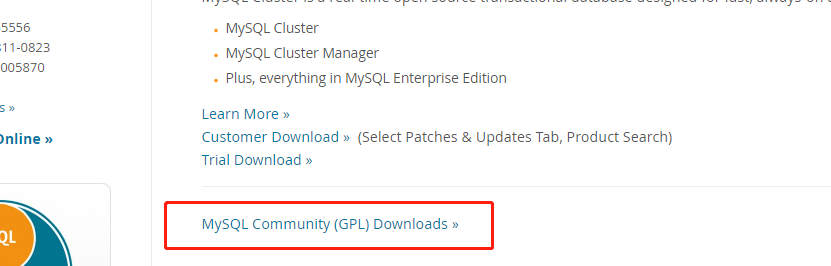 MySQL Cluster is a real-time open source transactional database designed for fast, always-on
MySQL Cluster
MySQL Cluster Manager
Plus, everything in MySQL Enterprise Edition
Learn More »
Customer Download » (Select Patches & Updates Tab, Product Search)
Trial Download »
MySQL Community (GPL) Downloads »
5556
11-0823
005870
s »
Online »
QL